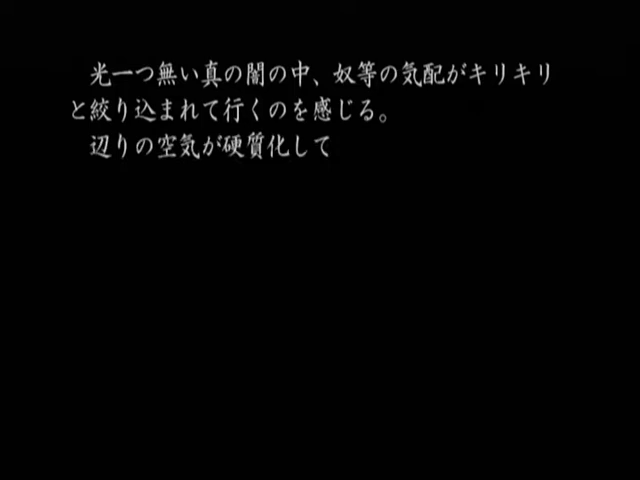 光一つ無い真の闇の中、奴等の気配がキリキリ
と絞り込まれて行くのを感じる。
辺りの空気が硬質化して